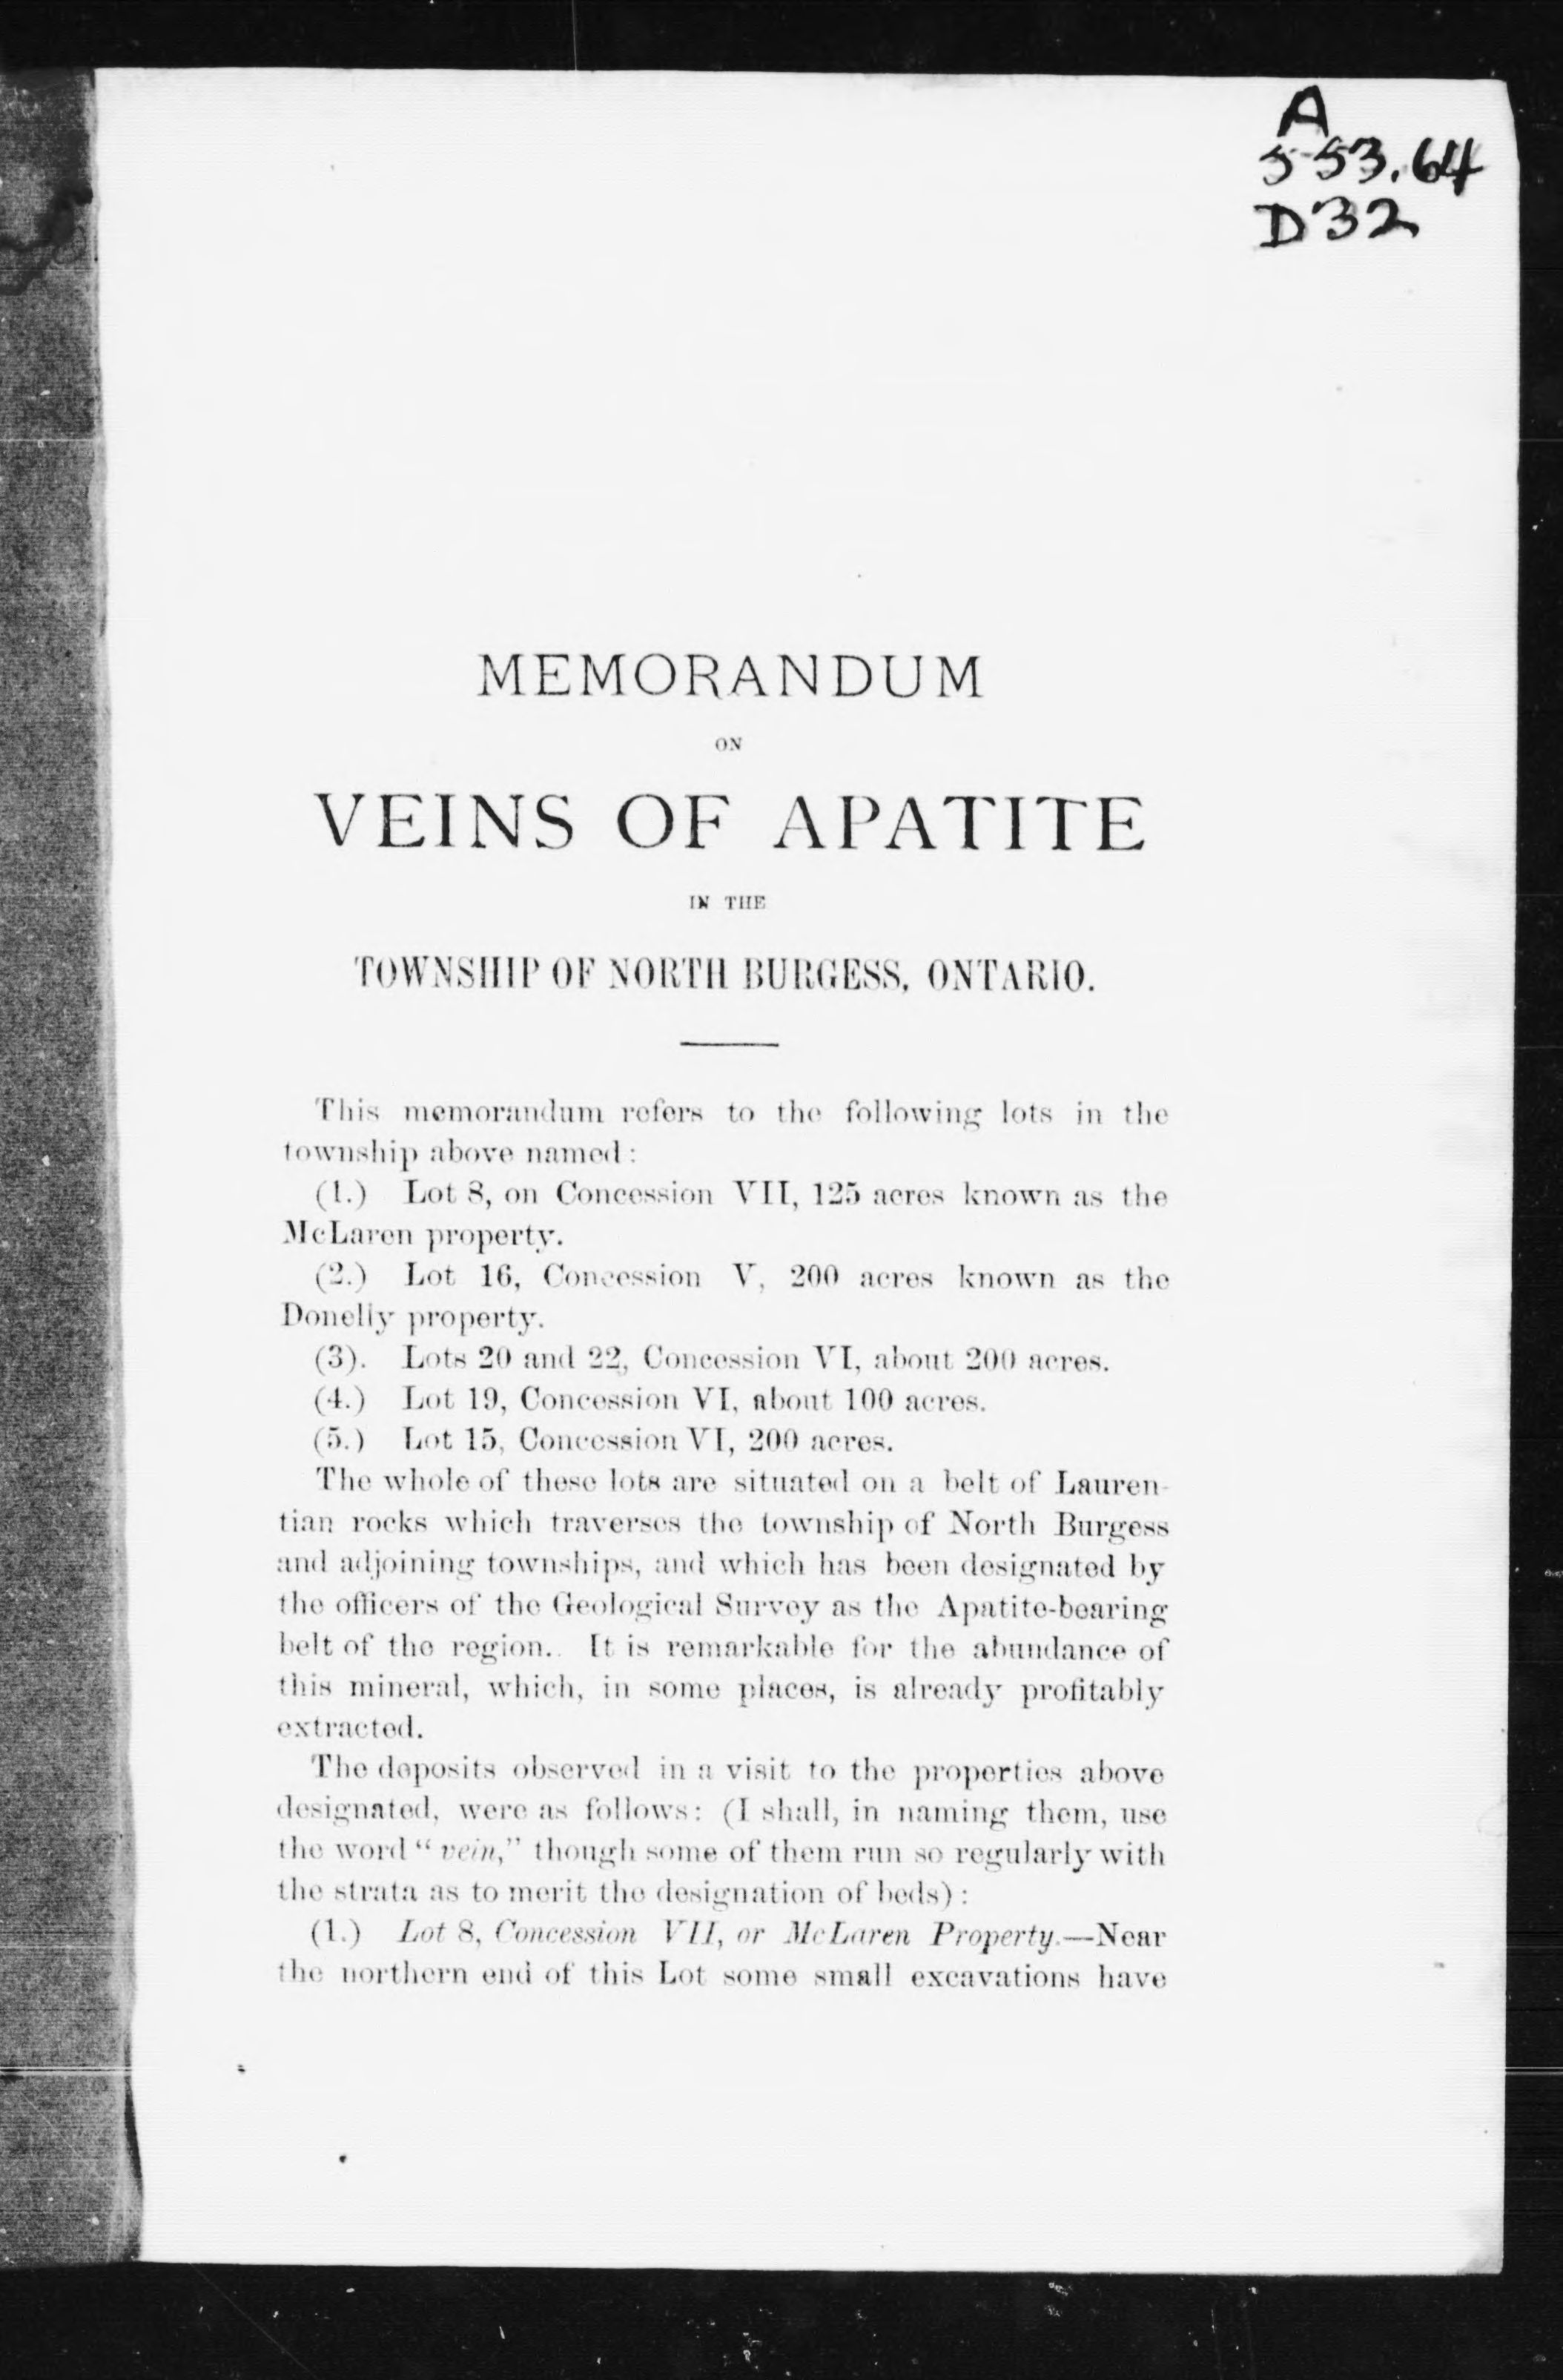 A
553.64
D32
MEMORANDUM
ON
VEINS OF APATITE
IN THE
TOWNSHIP OF NORTH BURGESS, ONTARIO.
This memorandum refers to the following lots in the
township above named:
(1.) Lot 8, on Concession VII, 125 acres known as the
McLaren property.
(2.) Lot 16, Concession V, 200 acres known as the
Donelly property.
(3). Lots 20 and 22, Concession VI, about 200 acres.
(4.) Lot 19, Concession VI, about 100 acres.
(5.) Lot 15, Concession VI, 200 acres.
The whole of these lots are situated on a belt of Lauren-
tian rocks which traverses the township of North Burgess
and adjoining townships, and which has been designated by
the officers of the Geological Survey as the Apatite-bearing
belt of the region. It is remarkable for the abundance of
this mineral, which, in some places, is already profitably
extracted.
The deposits observed in a visit to the properties above
designated, were as follows: (I shall, in naming them, use
the word "vein," though some of them run so regularly with
the strata as to merit the designation of beds):
(1.) Lot 8, Concession VII, or McLaren Property.—Near
the northern end of this Lot some small excavations have